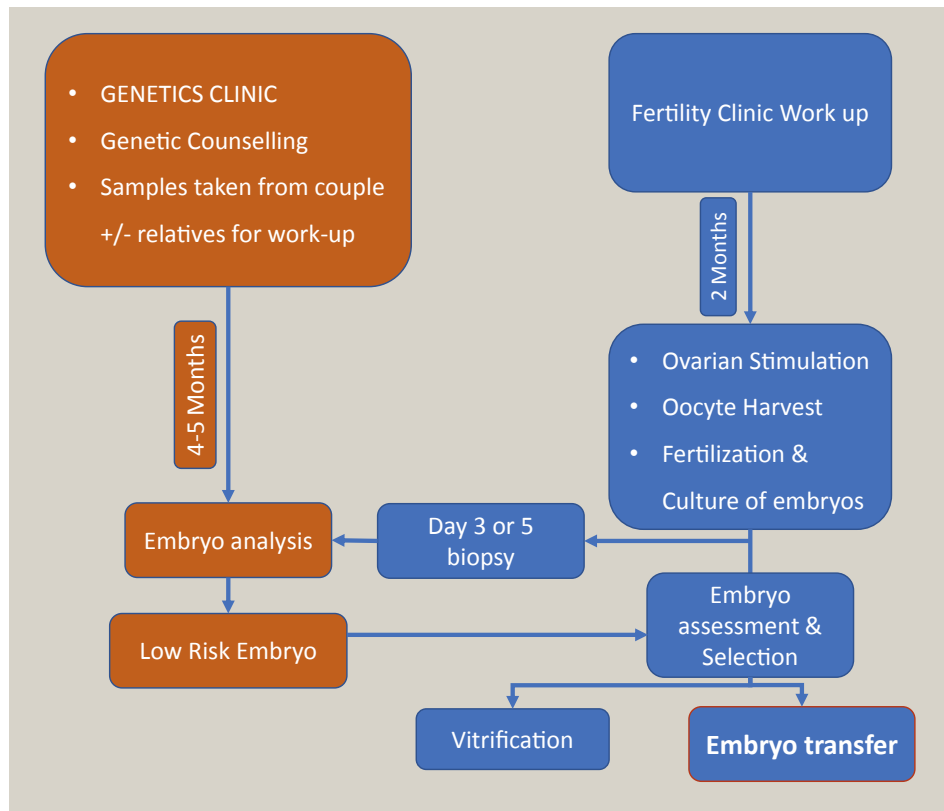 • GENETICS CLINIC
• Genetic Counselling
• Samples taken from couple
+/- relatives for work-up
Fertility Clinic Work up
4-5 Months
2 Months
• Ovarian Stimulation
• Oocyte Harvest
• Fertilization &
Culture of embryos
Embryo analysis
Day 3 or 5
biopsy
Low Risk Embryo
Embryo
assessment &
Selection
Vitrification
Embryo transfer